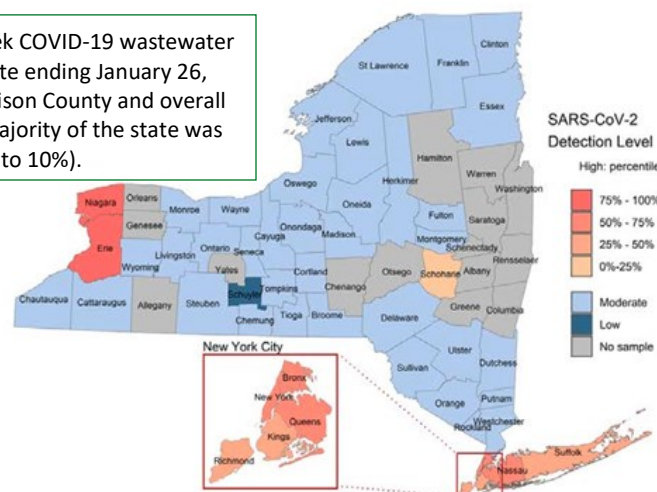 ek COVID-19 wastewater
te ending January 26,
ison County and overall
ajority of the state was
to 10%).
Clinton
Franklin
St Lawrence
Essex
Jefferson
Lewis
Hamilton
Warren
Washington
Herkimer
Oswego
Oneida
Fulton
Saratoga
Montgomery
Schenectady
Rensselaer
Niagara
Orleans
Monroe
Wayne
Genesee
Onondaga
Madison
Ontario
Cayuga
Seneca
Erie
Livingston
Wyoming
Yates
Cortland
Otsego
Schoharie
Albany
Chenango
Schuyler
Tompkins
Chautauqua
Cattaraugus
Allegany
Steuben
Chemung
Tioga
Broome
Delaware
Greene
Columbia
Ulster
Dutchess
Sullivan
Orange
Putnam
Westchester
Rockland
Suffolk
Nassau
New York City
Bronx
New York
Queens
Kings
Richmond
SARS-CoV-2
Detection Level
High: percentile
75% - 100%
50% - 75%
25% - 50%
0%-25%
Moderate
Low
No sample